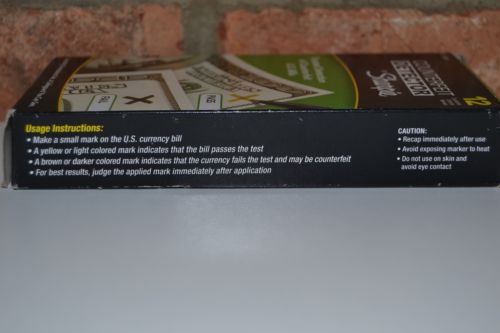 12
COUNTERFEIT
DETECTOR
Usage Instructions:
• Make a small mark on the U.S. currency bill
• A yellow or light colored mark indicates that the bill passes the test
• A brown or darker colored mark indicates that the currency fails the test and may be counterfeit
• For best results, judge the applied mark immediately after application
CAUTION:
• Recap immediately after use
• Avoid exposing marker to heat
• Do not use on skin and
avoid eye contact